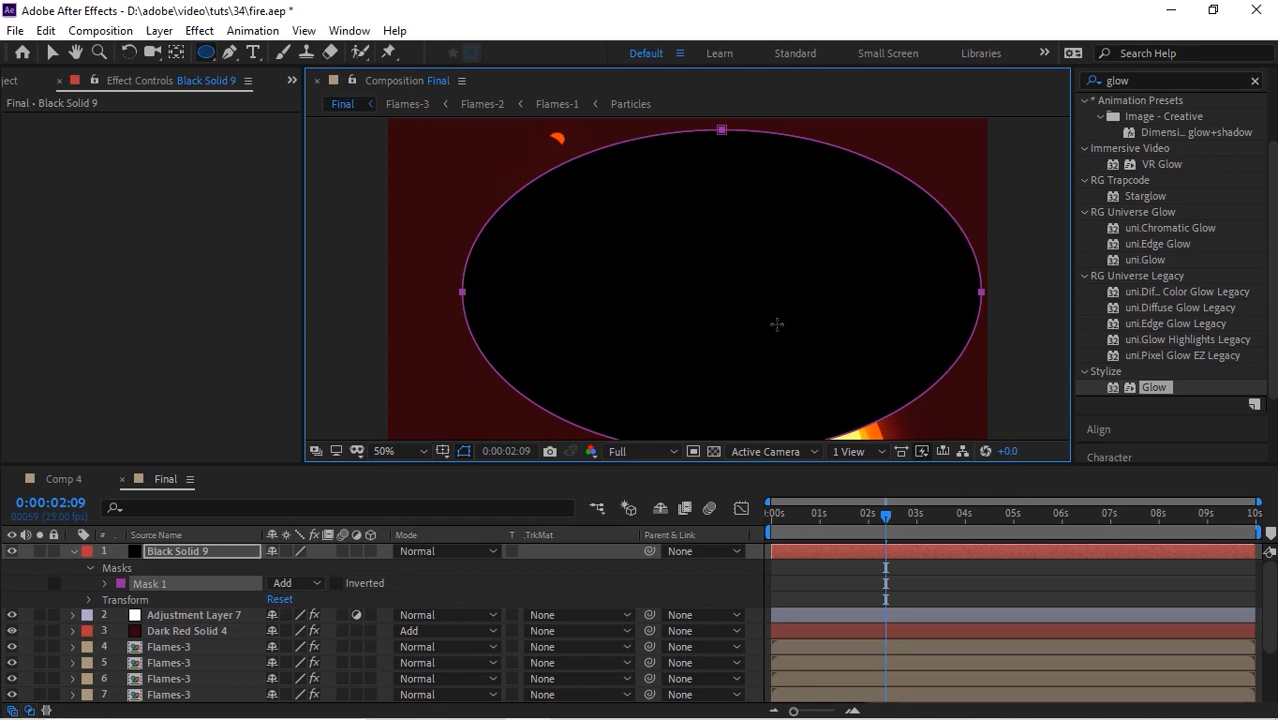 Adobe After Effects - D:\adobe\video\tuts\34\fire.aep *
File Edit Composition Layer Effect Animation View Window Help
Default Learn Standard Small Screen Libraries Search Help
ject Effect Controls Black Solid 9
Final • Black Solid 9
Composition Final
Final Flames-3 Flames-2 Flames-1 Particles
glow
* Animation Presets
Image - Creative
Dimensi... glow+shadow
Immersive Video
VR Glow
RG Trapcode
Starglow
RG Universe Glow
uni.Chromatic Glow
uni.Edge Glow
uni.Glow
RG Universe Legacy
uni.Dif... Color Glow Legacy
uni.Diffuse Glow Legacy
uni.Edge Glow Legacy
uni.Glow Highlights Legacy
uni.Pixel Glow EZ Legacy
Stylize
Glow
Align
Character
50% 0:00:02:09 Full Active Camera 1 View +0.0
Comp 4 Final
0:00:02:09
00059 (25.00 fps)
:00s 01s 02s 03s 04s 05s 06s 07s 08s 09s 10s
# Source Name Mode T .TrkMat Parent & Link
1 Black Solid 9 Normal None
Masks
Mask 1 Add Inverted
Transform Reset
2 Adjustment Layer 7 Normal None None
3 Dark Red Solid 4 Add None None
4 Flames-3 Normal None None
5 Flames-3 Normal None None
6 Flames-3 Normal None None
7 Flames-3 Normal None None